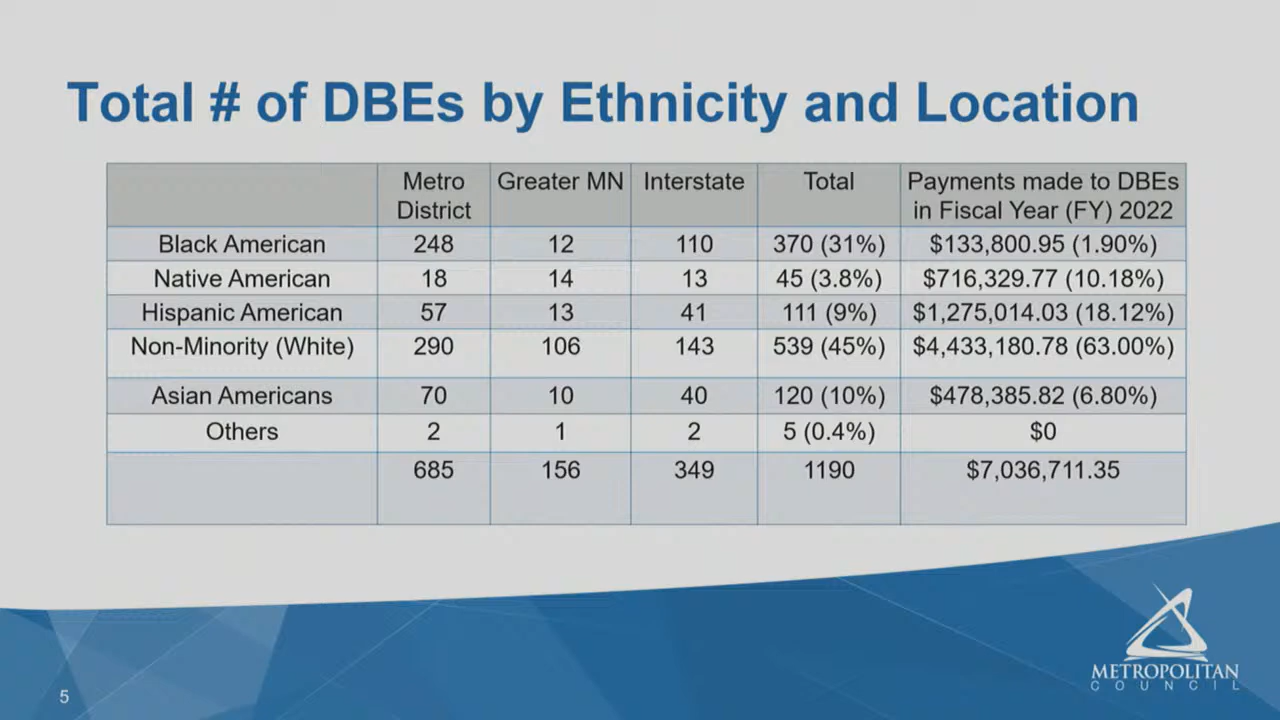 Total # of DBEs by Ethnicity and Location
Metro District Greater MN Interstate Total Payments made to DBEs in Fiscal Year (FY) 2022
Black American 248 12 110 370 (31%) $133,800.95 (1.90%)
Native American 18 14 13 45 (3.8%) $716,329.77 (10.18%)
Hispanic American 57 13 41 111 (9%) $1,275,014.03 (18.12%)
Non-Minority (White) 290 106 143 539 (45%) $4,433,180.78 (63.00%)
Asian Americans 70 10 40 120 (10%) $478,385.82 (6.80%)
Others 2 1 2 5 (0.4%) $0
685 156 349 1190 $7,036,711.35
METROPOLITAN
COUNCIL
5